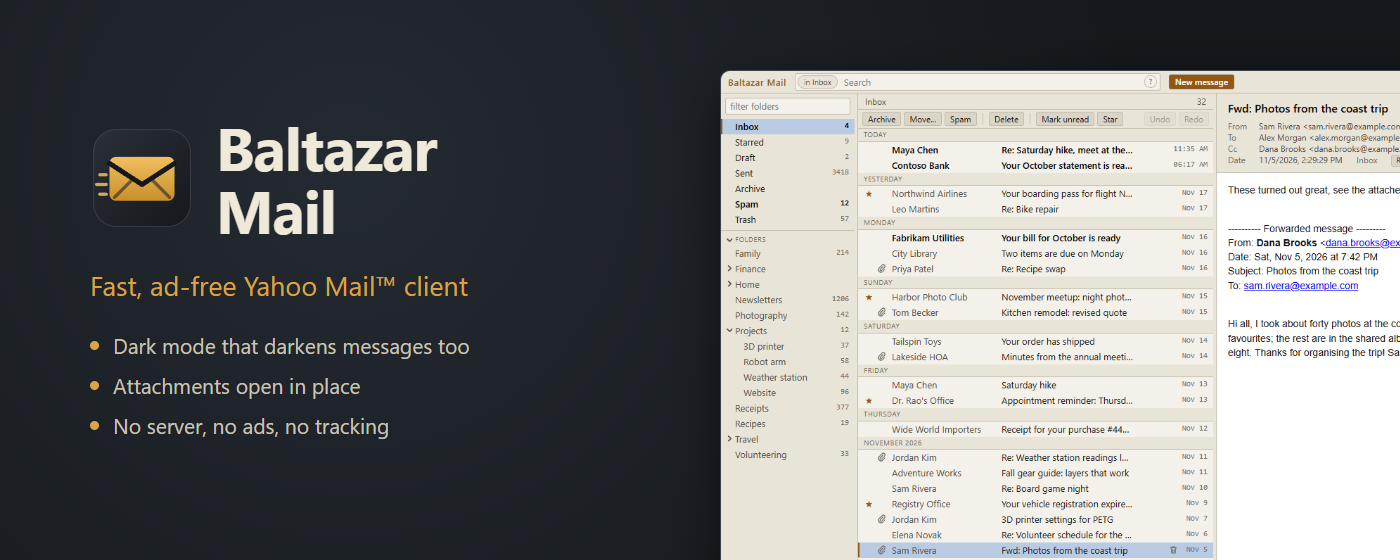 Baltazar
Mail
Fast, ad-free Yahoo Mail™ client
Dark mode that darkens messages too
Attachments open in place
No server, no ads, no tracking
Baltazar Mail
in Inbox Search ?
New message
filter folders
Inbox 4
Starred 9
Draft 2
Sent 3418
Archive
Spam 12
Trash 57
FOLDERS
Family 214
Finance
Home
Newsletters 1206
Photography 142
Projects 12
3D printer 37
Robot arm 58
Weather station 44
Website 96
Receipts 377
Recipes 19
Travel
Volunteering 33
Inbox 32
Archive Move... Spam Delete Mark unread Star Undo Redo
TODAY
Maya Chen Re: Saturday hike, meet at the... 11:35 AM
Contoso Bank Your October statement is rea... 06:17 AM
YESTERDAY
Northwind Airlines Your boarding pass for flight N... Nov 17
Leo Martins Re: Bike repair Nov 17
MONDAY
Fabrikam Utilities Your bill for October is ready Nov 16
City Library Two items are due on Monday Nov 16
Priya Patel Re: Recipe swap Nov 16
SUNDAY
Harbor Photo Club November meetup: night phot... Nov 15
Tom Becker Kitchen remodel: revised quote Nov 15
SATURDAY
Tailspin Toys Your order has shipped Nov 14
Lakeside HOA Minutes from the annual meeti... Nov 14
FRIDAY
Maya Chen Saturday hike Nov 13
Dr. Rao's Office Appointment reminder: Thursd... Nov 13
THURSDAY
Wide World Importers Receipt for your purchase #44... Nov 12
NOVEMBER 2026
Jordan Kim Re: Weather station readings l... Nov 11
Adventure Works Fall gear guide: layers that work Nov 11
Sam Rivera Re: Board game night Nov 10
Registry Office Your vehicle registration expire... Nov 9
Jordan Kim 3D printer settings for PETG Nov 7
Elena Novak Re: Volunteer schedule for the ... Nov 6
Sam Rivera Fwd: Photos from the coast trip Nov 5
Fwd: Photos from the coast trip
From Sam Rivera <sam.rivera@example.con
To Alex Morgan <alex.morgan@example
Cc Dana Brooks <dana.brooks@example
Date 11/5/2026, 2:29:29 PM Inbox R
These turned out great, see the attache
---------- Forwarded message ---------
From: Dana Brooks <dana.brooks@ex
Date: Sat, Nov 5, 2026 at 7:42 PM
Subject: Photos from the coast trip
To: sam.rivera@example.com
Hi all, I took about forty photos at the co
favourites; the rest are in the shared alb
eight. Thanks for organising the trip! Sa